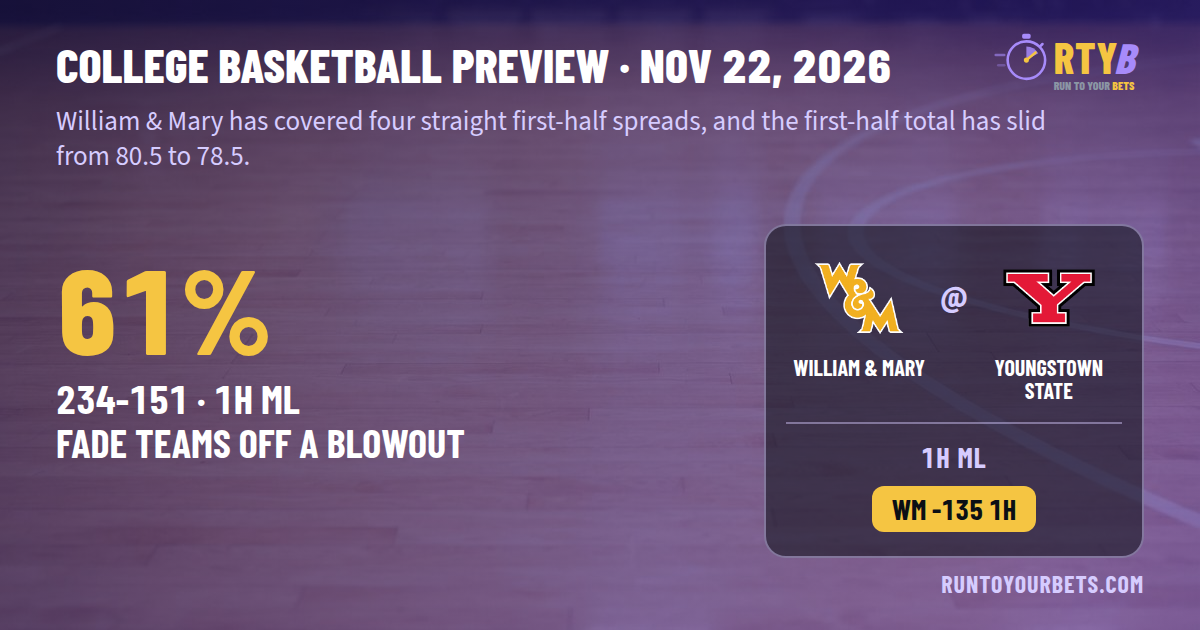 COLLEGE BASKETBALL PREVIEW · NOV 22, 2026
RTYB
RUN TO YOUR BETS
William & Mary has covered four straight first-half spreads, and the first-half total has slid
from 80.5 to 78.5.
61%
234-151 · 1H ML
FADE TEAMS OFF A BLOWOUT
W&M
@
Y
WILLIAM & MARY
YOUNGSTOWN
STATE
1H ML
WM -135 1H
RUNTOYOURBETS.COM